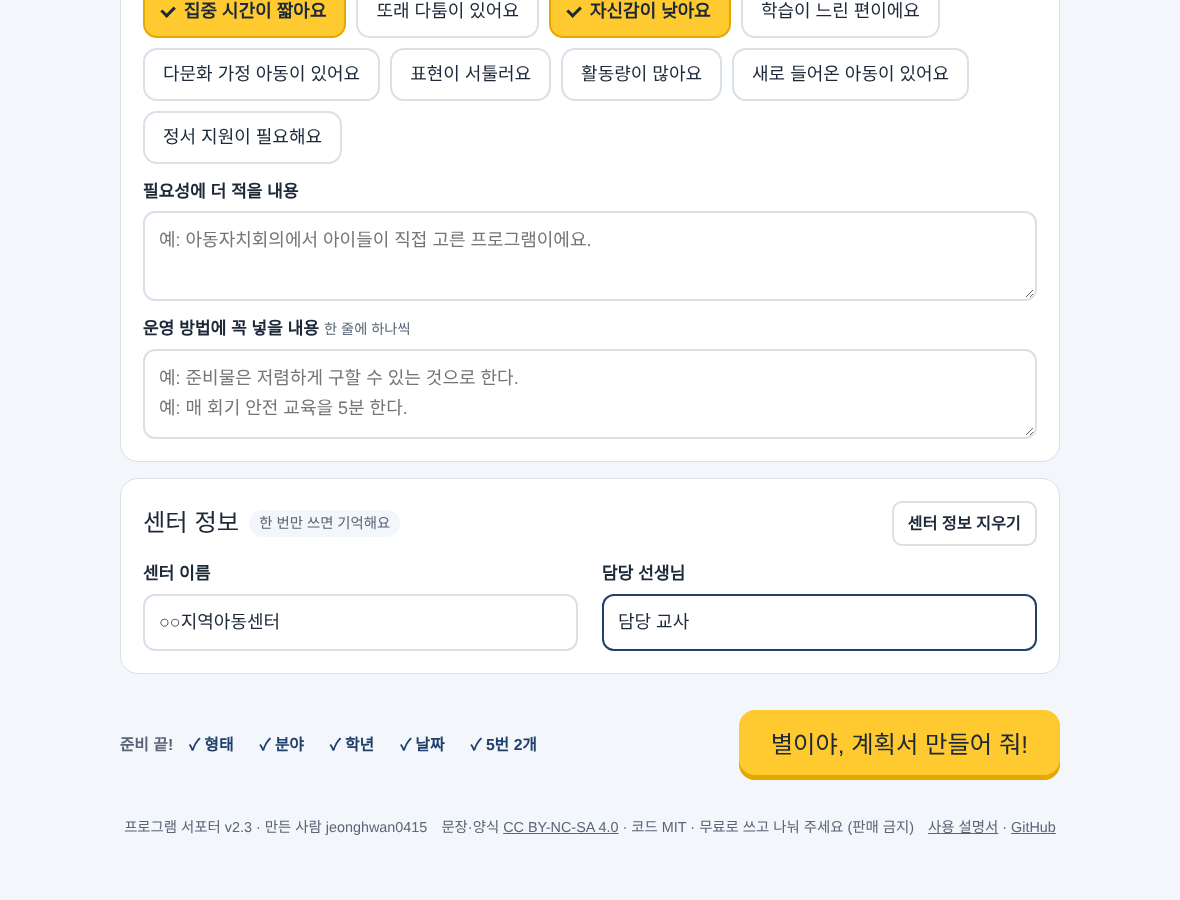 집중 시간이 짧아요 또래 다툼이 있어요 자신감이 낮아요 학습이 느린 편이에요
다문화 가정 아동이 있어요 표현이 서툴러요 활동량이 많아요 새로 들어온 아동이 있어요
정서 지원이 필요해요
필요성에 더 적을 내용
예: 아동자치회의에서 아이들이 직접 고른 프로그램이에요.
운영 방법에 꼭 넣을 내용 한 줄에 하나씩
예: 준비물은 저렴하게 구할 수 있는 것으로 한다.
예: 매 회기 안전 교육을 5분 한다.
센터 정보 한 번만 쓰면 기억해요 센터 정보 지우기
센터 이름 담당 선생님
○○지역아동센터 담당 교사
준비 끝! ✓ 형태 ✓ 분야 ✓ 학년 ✓ 날짜 ✓ 5번 2개 별이야, 계획서 만들어 줘!
프로그램 서포터 v2.3 · 만든 사람 jeonghwan0415 문장·양식 CC BY-NC-SA 4.0 · 코드 MIT · 무료로 쓰고 나눠 주세요 (판매 금지) 사용 설명서 · GitHub